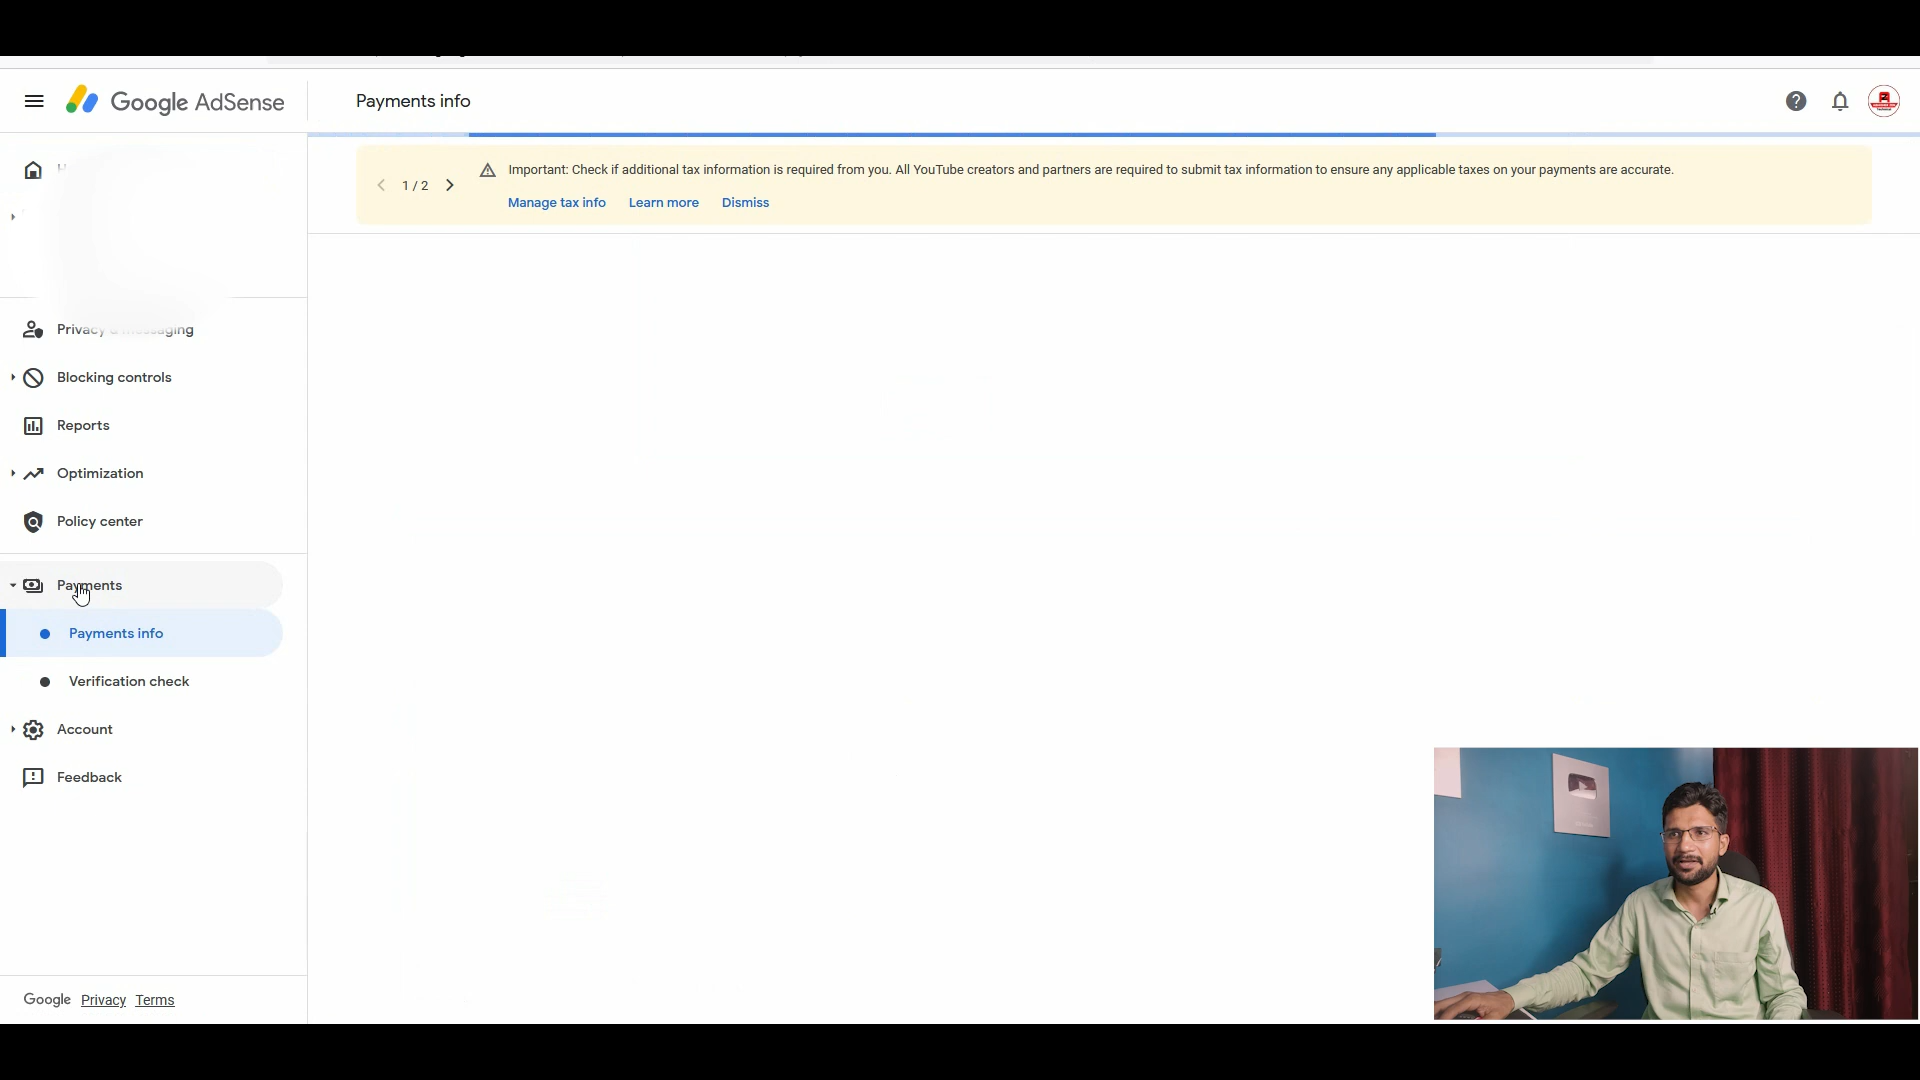 Google AdSense
Payments info
1 / 2
Important: Check if additional tax information is required from you. All YouTube creators and partners are required to submit tax information to ensure any applicable taxes on your payments are accurate.
Manage tax info Learn more Dismiss
Privacy & messaging
Blocking controls
Reports
Optimization
Policy center
Payments
Payments info
Verification check
Account
Feedback
Google Privacy Terms